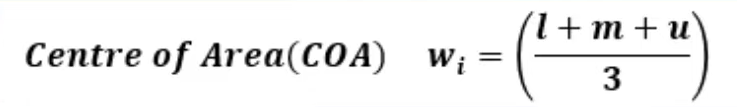 Centre of Area(COA) wᵢ = ((l + m + u) / 3)